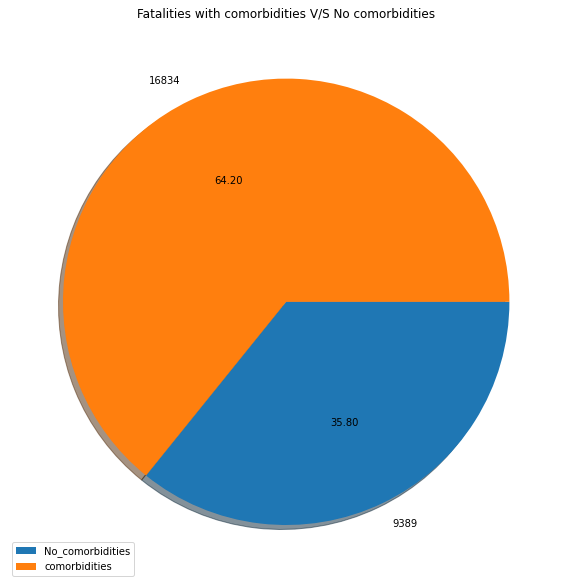 Fatalities with comorbidities V/S No comorbidities
16834
64.20
35.80
9389
No_comorbidities
comorbidities